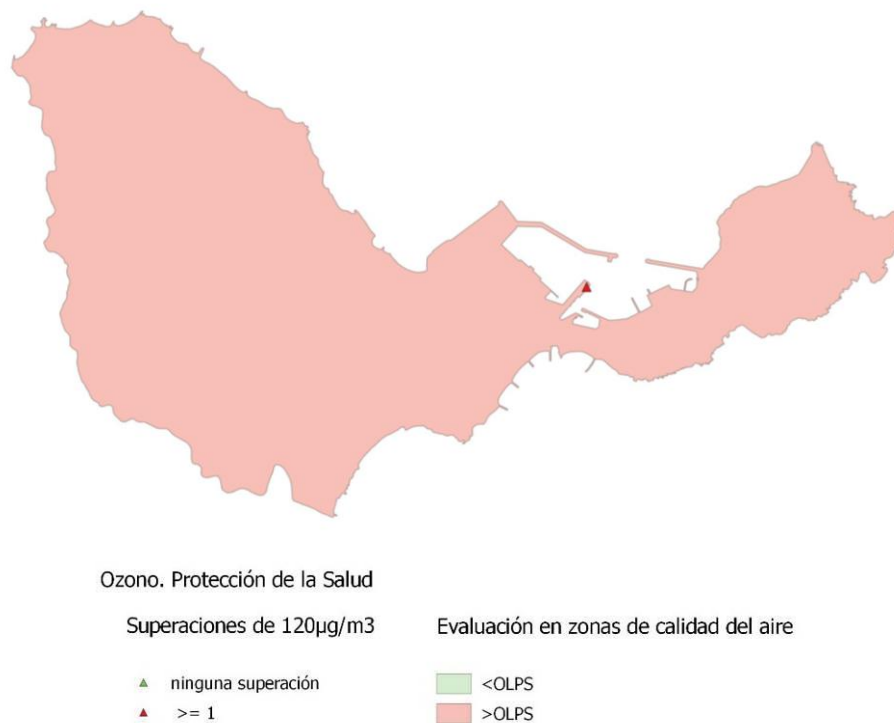 Ozono. Protección de la Salud
Superaciones de 120µg/m3
Evaluación en zonas de calidad del aire
ninguna superación
<OLPS
>= 1
>OLPS